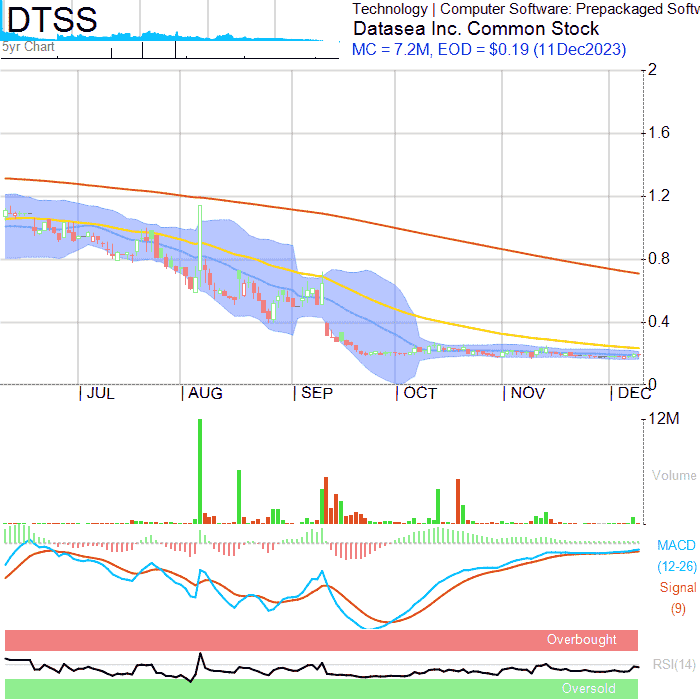 DTSS
Technology | Computer Software: Prepackaged Softw
Datasea Inc. Common Stock
MC = 7.2M, EOD = $0.19 (11Dec2023)
5yr Chart
2
1.6
1.2
0.8
0.4
0
JUL AUG SEP OCT NOV DEC
12M
Volume
MACD
(12-26)
Signal
(9)
Overbought
RSI(14)
Oversold